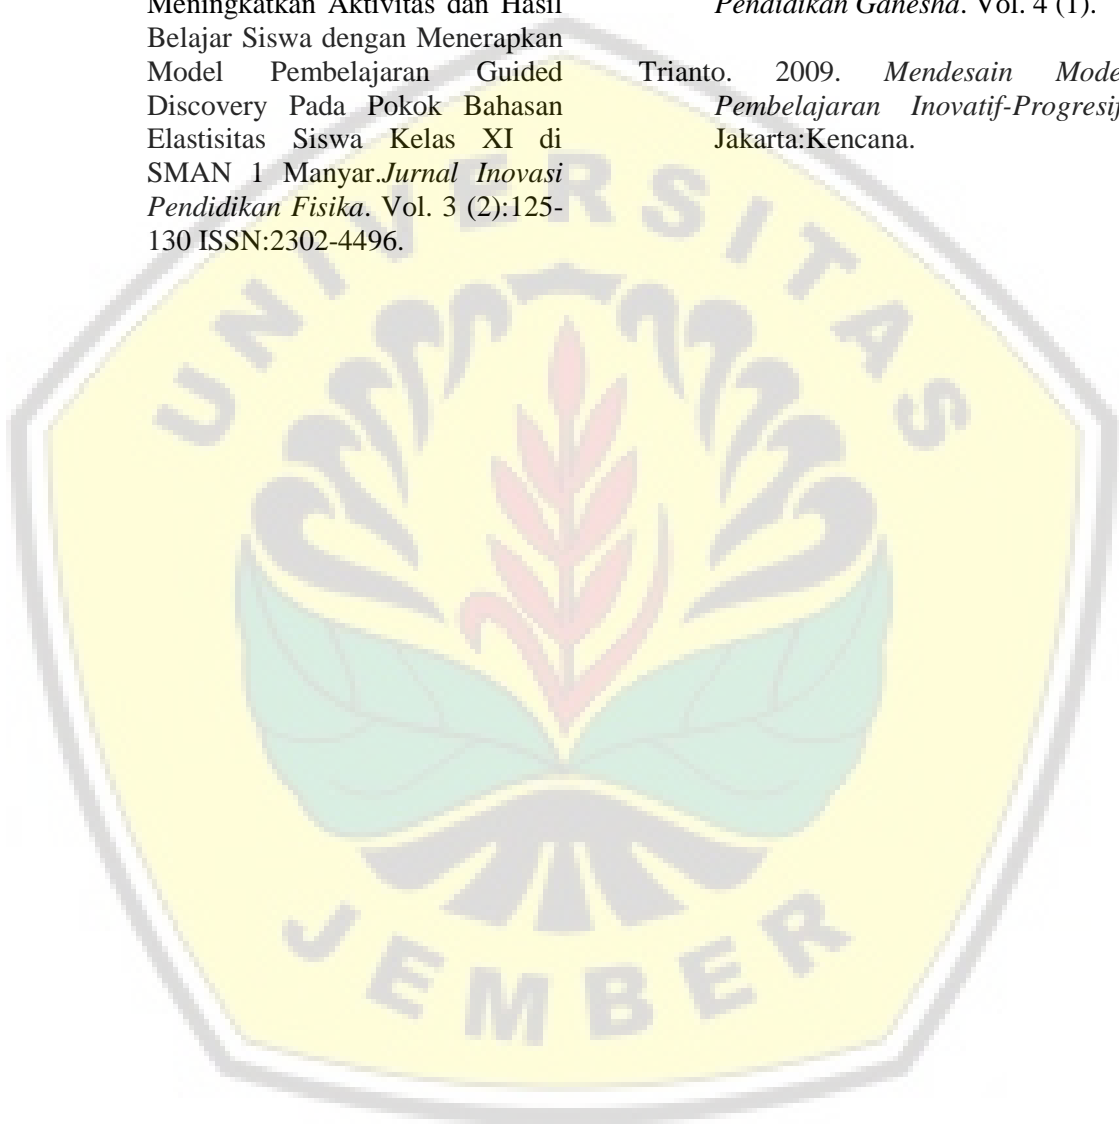 Meningkatkan Aktivitas dan Hasil
Belajar Siswa dengan Menerapkan
Model Pembelajaran Guided
Discovery Pada Pokok Bahasan
Elastisitas Siswa Kelas XI di
SMAN 1 Manyar.Jurnal Inovasi
Pendidikan Fisika. Vol. 3 (2):125-
130 ISSN:2302-4496.
Pendidikan Ganesha. Vol. 4 (1).
Trianto. 2009. Mendesain Mode
Pembelajaran Inovatif-Progresif
Jakarta:Kencana.
UNIVERSITAS
JEMBER